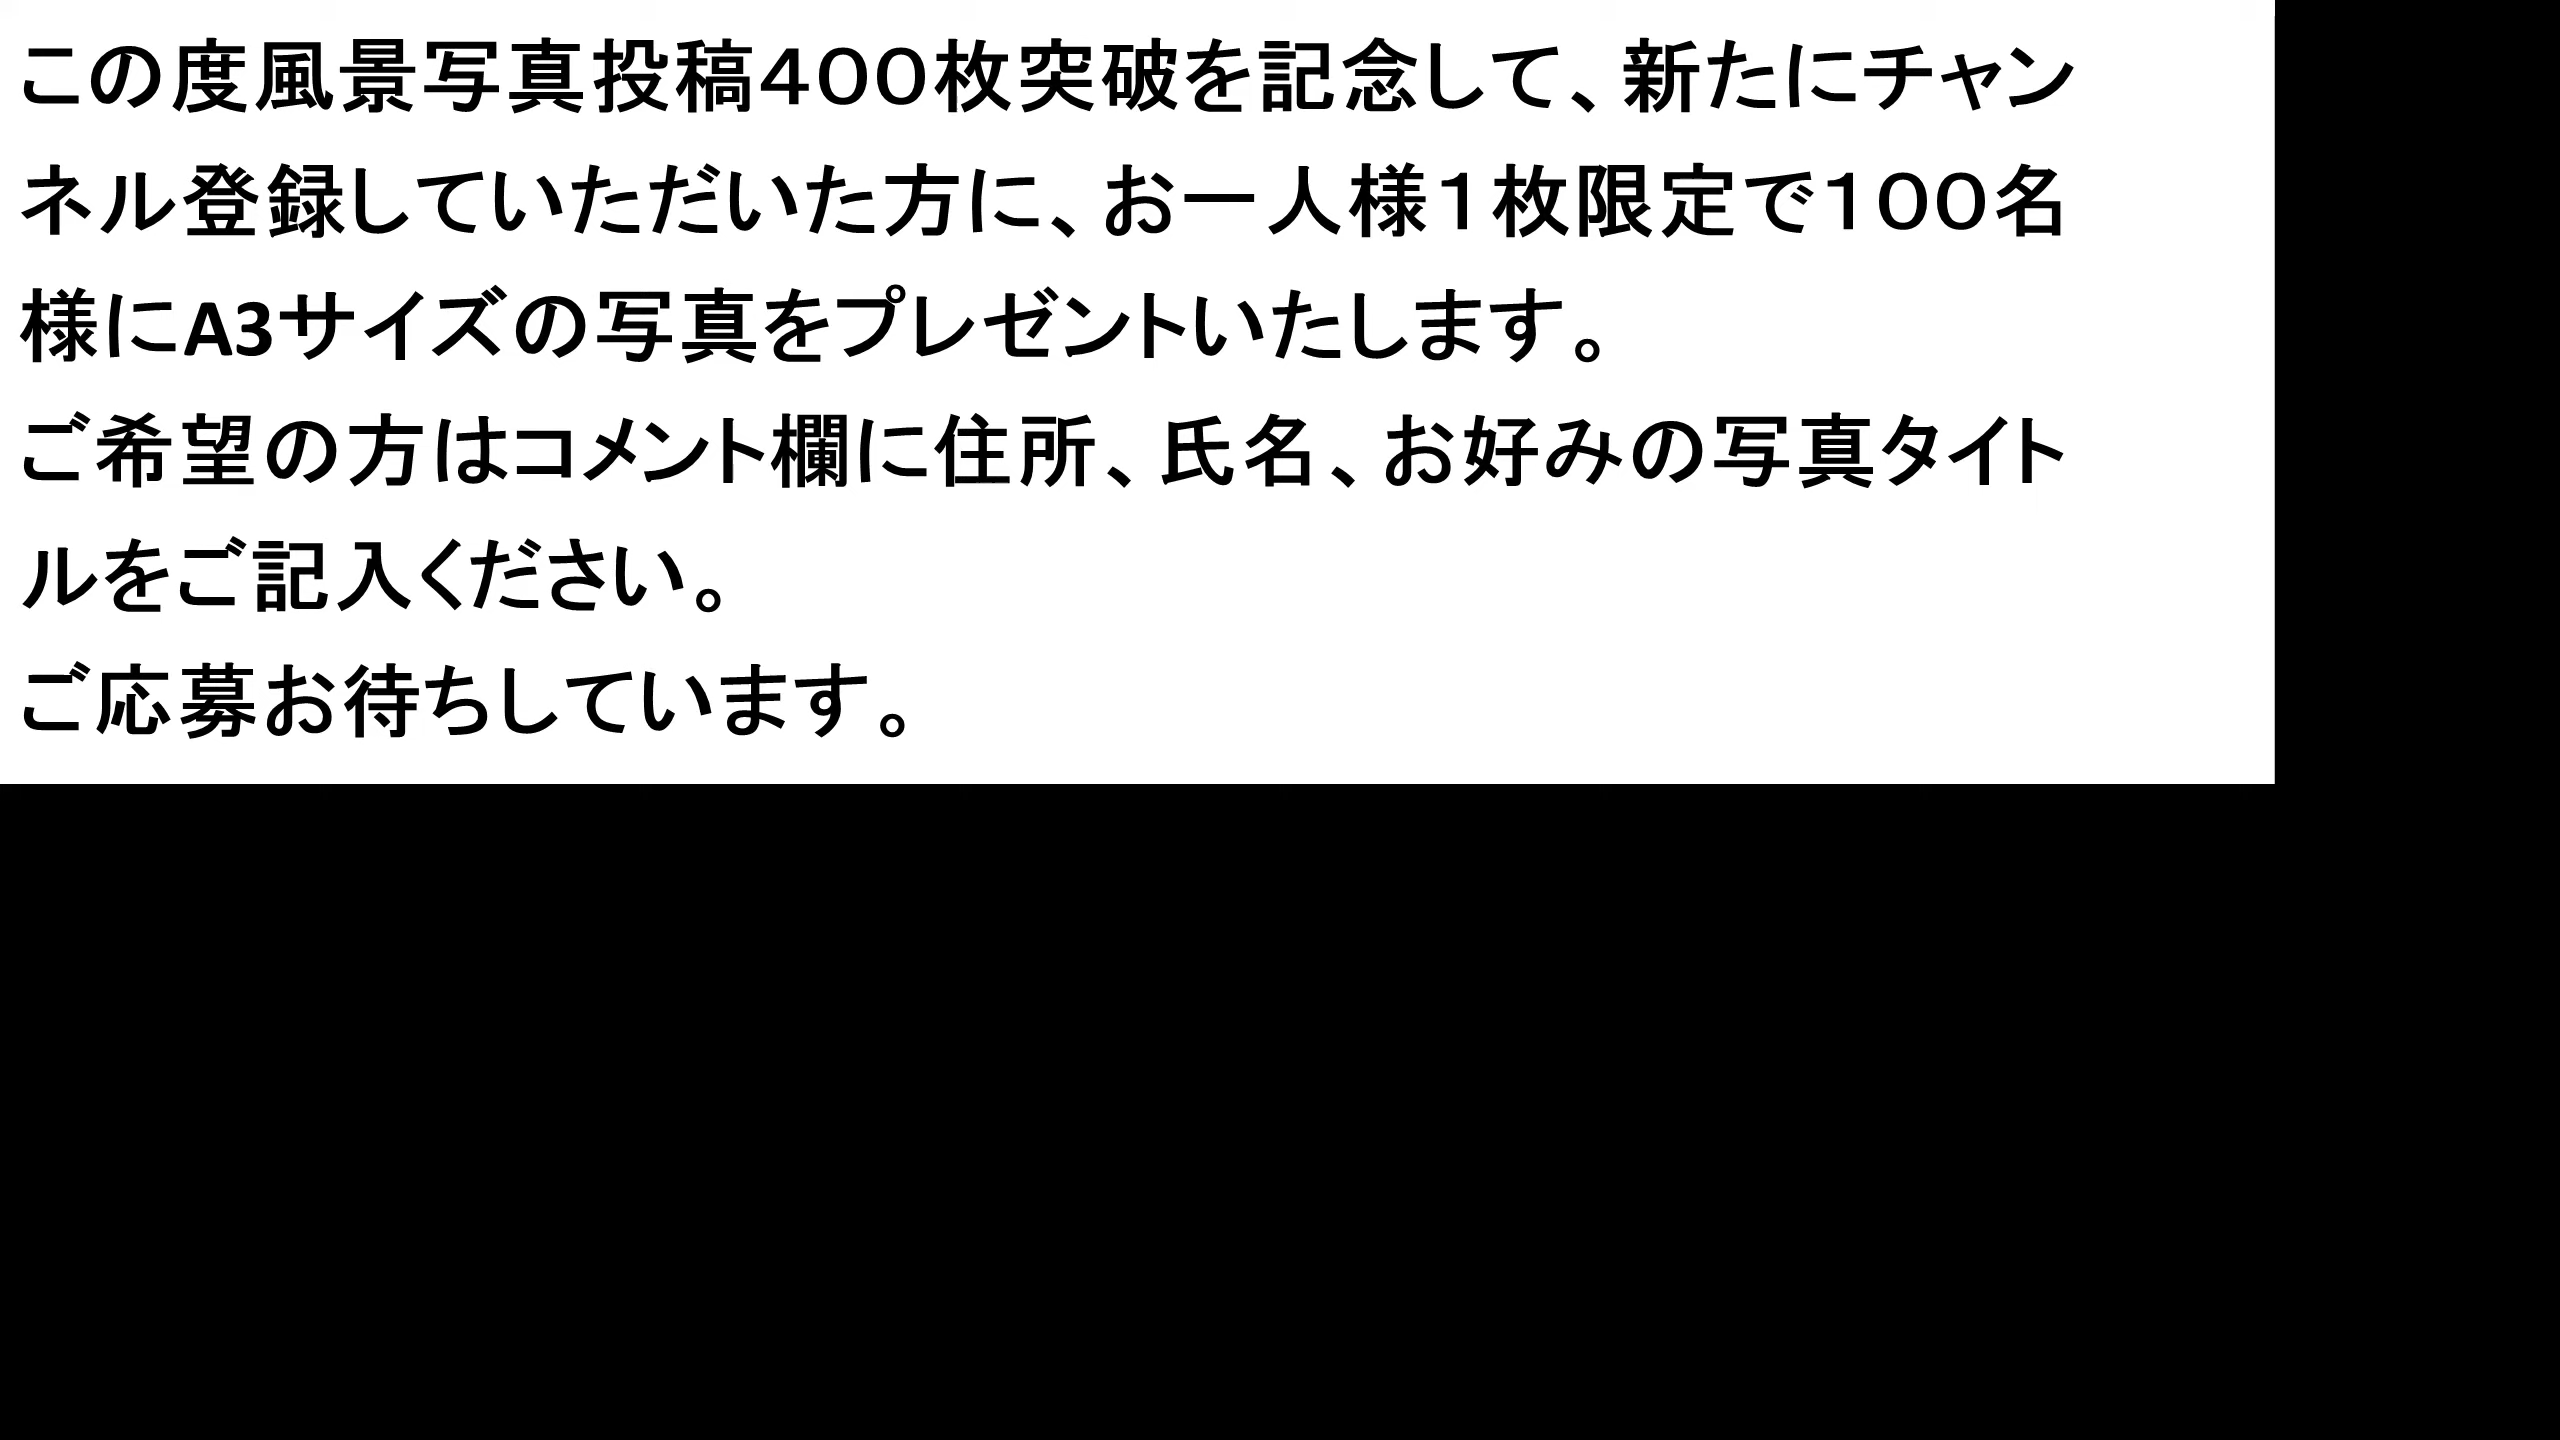 この度風景写真投稿４００枚突破を記念して、新たにチャン
ネル登録していただいた方に、お一人様１枚限定で１００名
様にA3サイズの写真をプレゼントいたします。
ご希望の方はコメント欄に住所、氏名、お好みの写真タイト
ルをご記入ください。
ご応募お待ちしています。